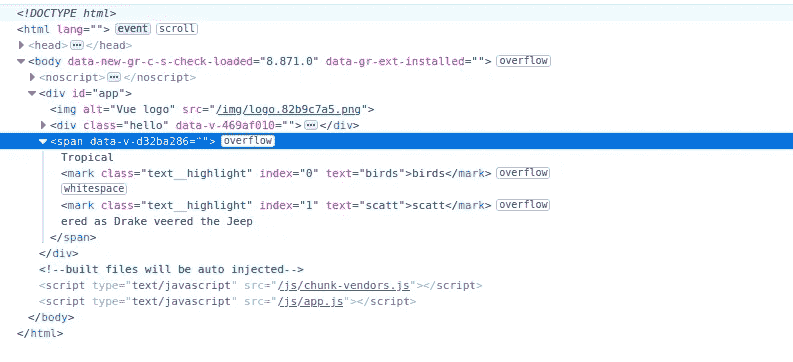 <!DOCTYPE html>
<html lang=""> event scroll
<head> ··· </head>
<body data-new-gr-c-s-check-loaded="8.871.0" data-gr-ext-installed=""> overflow
<noscript> ··· </noscript>
<div id="app">
<img alt="Vue logo" src="/img/logo.82b9c7a5.png">
<div class="hello" data-v-469af010=""> ··· </div>
<span data-v-d32ba286=""> overflow
Tropical
<mark class="text__highlight" index="0" text="birds">birds</mark> overflow
whitespace
<mark class="text__highlight" index="1" text="scatt">scatt</mark> overflow
ered as Drake veered the Jeep
</span>
</div>
<!--built files will be auto injected-->
<script type="text/javascript" src="/js/chunk-vendors.js"></script>
<script type="text/javascript" src="/js/app.js"></script>
</body>
</html>